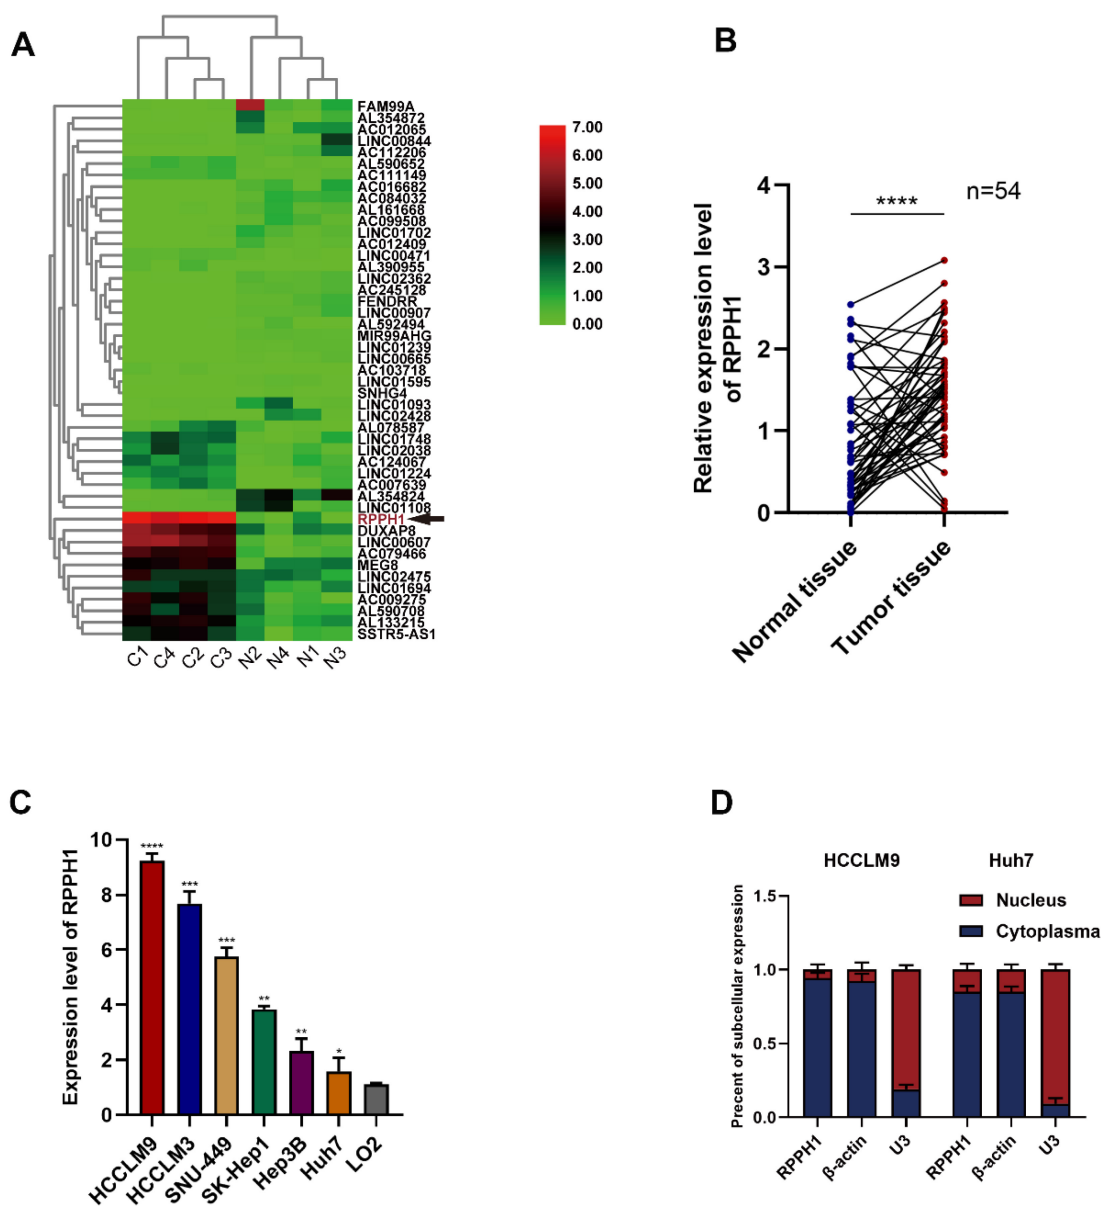 A
FAM99A
AL354872
AC012065
LINC00844
AC112206
AL590652
AC111149
AC016682
AC084032
AL161668
AC099508
LINC01702
AC012409
LINC00471
AL390955
LINC02362
AC245128
FENDRR
LINC00907
AL592494
MIR99AHG
LINC01239
LINC00665
AC103718
LINC01595
SNHG4
LINC01093
LINC02428
AL078587
LINC01748
LINC02038
AC124067
LINC01224
AC007639
AL354824
LINC01108
RPPH1
DUXAP8
LINC00607
AC079466
MEG8
LINC02475
LINC01694
AC009275
AL590708
AL133215
SSTR5-AS1
C1 C4 C2 C3 N2 N4 N1 N3
7.00
6.00
5.00
4.00
3.00
2.00
1.00
0.00
B
Relative expression level
of RPPH1
4
3
2
1
0
****
n=54
Normal tissue
Tumor tissue
C
Expression level of RPPH1
10
8
6
4
2
0
****
***
***
**
**
*
HCCLM9
HCCLM3
SNU-449
SK-Hep1
Hep3B
Huh7
LO2
D
HCCLM9
Huh7
Nucleus
Cytoplasma
Precent of subcellular expression
1.5
1.0
0.5
0.0
RPPH1
β-actin
U3
RPPH1
β-actin
U3